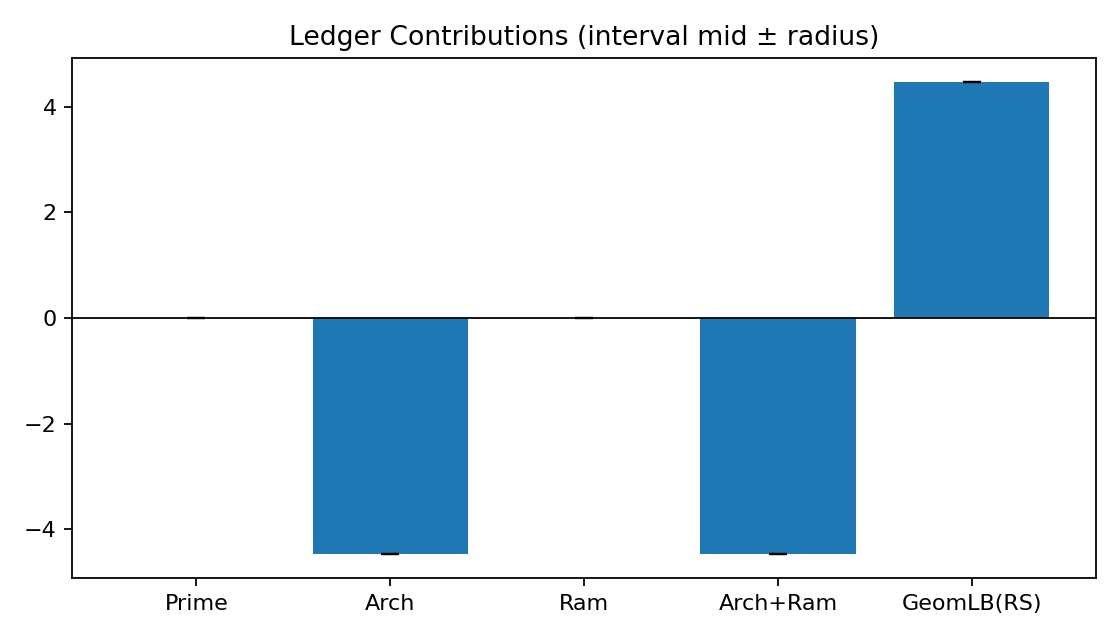 Ledger Contributions (interval mid ± radius)
4
2
0
−2
−4
Prime
Arch
Ram
Arch+Ram
GeomLB(RS)